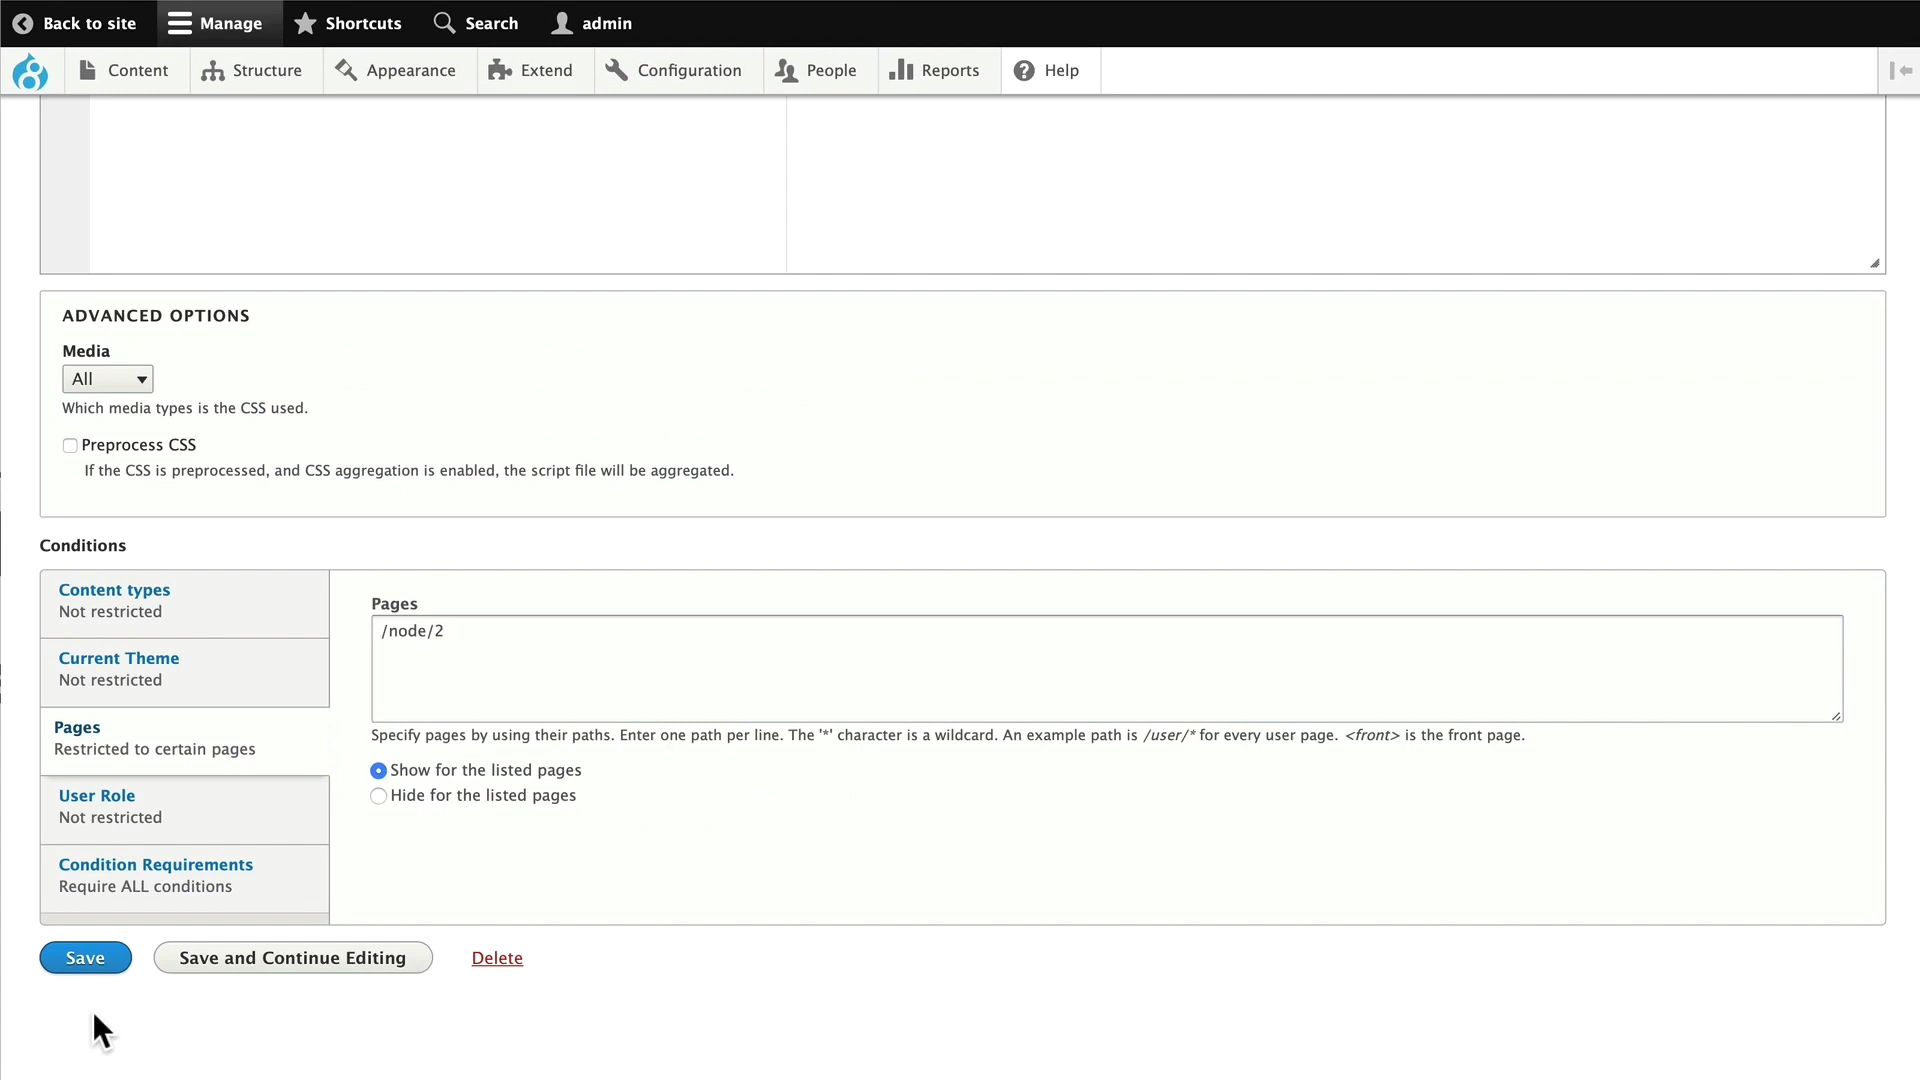 Back to site Manage Shortcuts Search admin
Content Structure Appearance Extend Configuration People Reports Help
ADVANCED OPTIONS
Media
All
Which media types is the CSS used.
Preprocess CSS
If the CSS is preprocessed, and CSS aggregation is enabled, the script file will be aggregated.
Conditions
Content types
Not restricted
Current Theme
Not restricted
Pages
Restricted to certain pages
User Role
Not restricted
Condition Requirements
Require ALL conditions
Pages
/node/2
Specify pages by using their paths. Enter one path per line. The '*' character is a wildcard. An example path is /user/* for every user page. <front> is the front page.
Show for the listed pages
Hide for the listed pages
Save Save and Continue Editing Delete